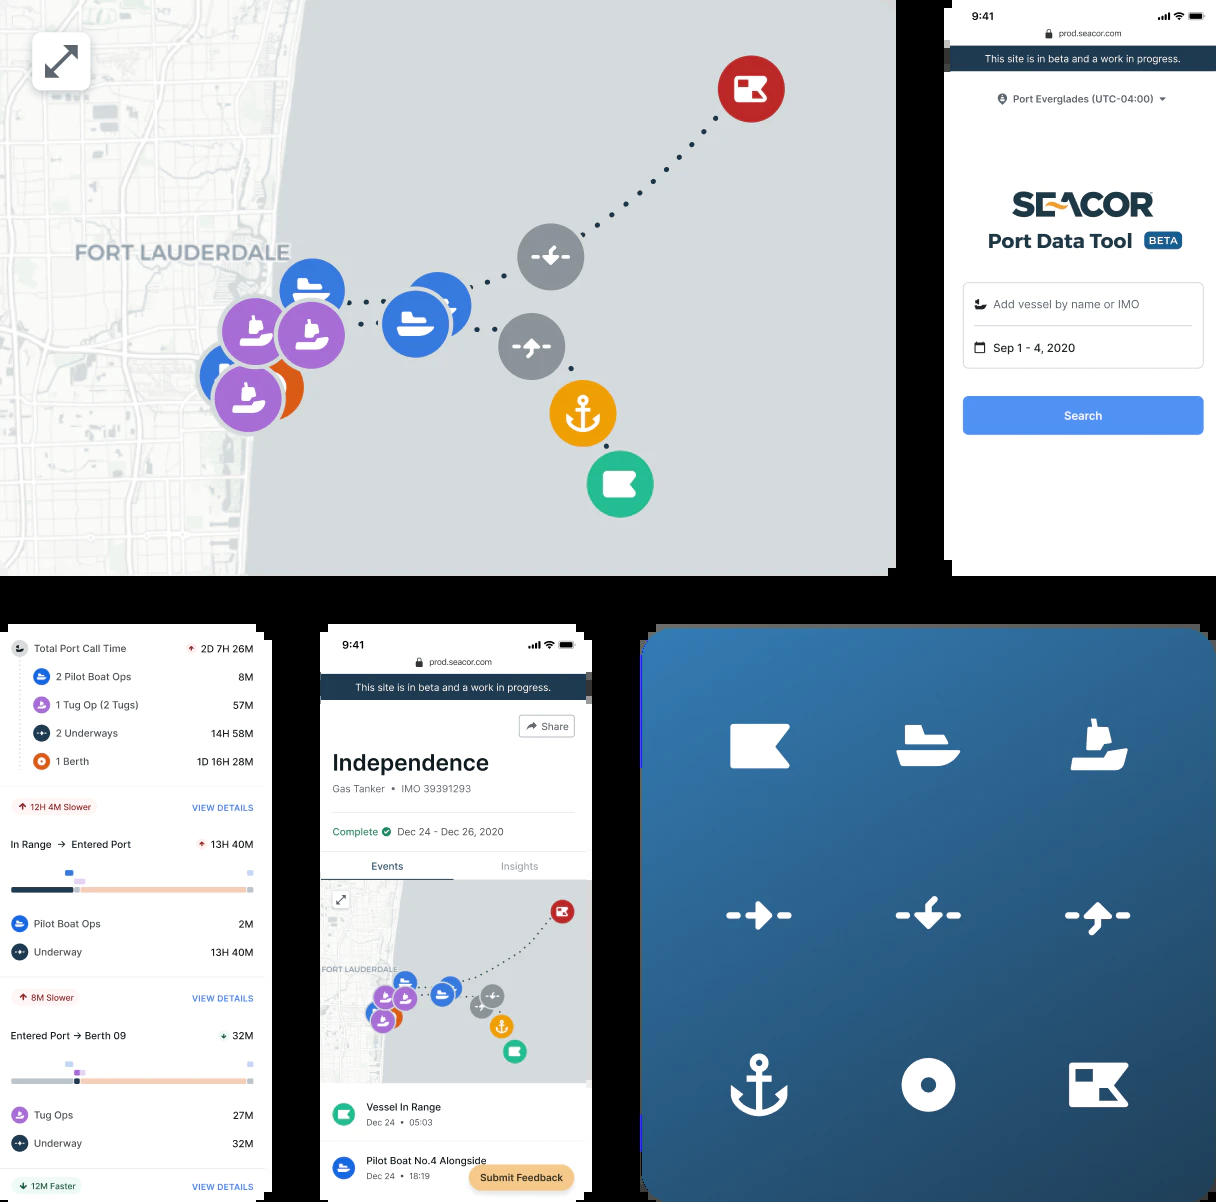 FORT LAUDERDALE
9:41
prod.seacor.com
This site is in beta and a work in progress.
Port Everglades (UTC-04:00)
SEACOR
Port Data Tool BETA
Add vessel by name or IMO
Sep 1 - 4, 2020
Search
Total Port Call Time 2D 7H 26M
2 Pilot Boat Ops 8M
1 Tug Op (2 Tugs) 57M
2 Underways 14H 58M
1 Berth 1D 16H 28M
12H 4M Slower VIEW DETAILS
In Range → Entered Port 13H 40M
Pilot Boat Ops 2M
Underway 13H 40M
8M Slower VIEW DETAILS
Entered Port → Berth 09 32M
Tug Ops 27M
Underway 32M
12M Faster VIEW DETAILS
9:41
prod.seacor.com
This site is in beta and a work in progress.
Share
Independence
Gas Tanker • IMO 39391293
Complete Dec 24 - Dec 26, 2020
Events Insights
FORT LAUDERDALE
Vessel In Range
Dec 24 • 05:03
Pilot Boat No.4 Alongside
Dec 24 • 18:19
Submit Feedback